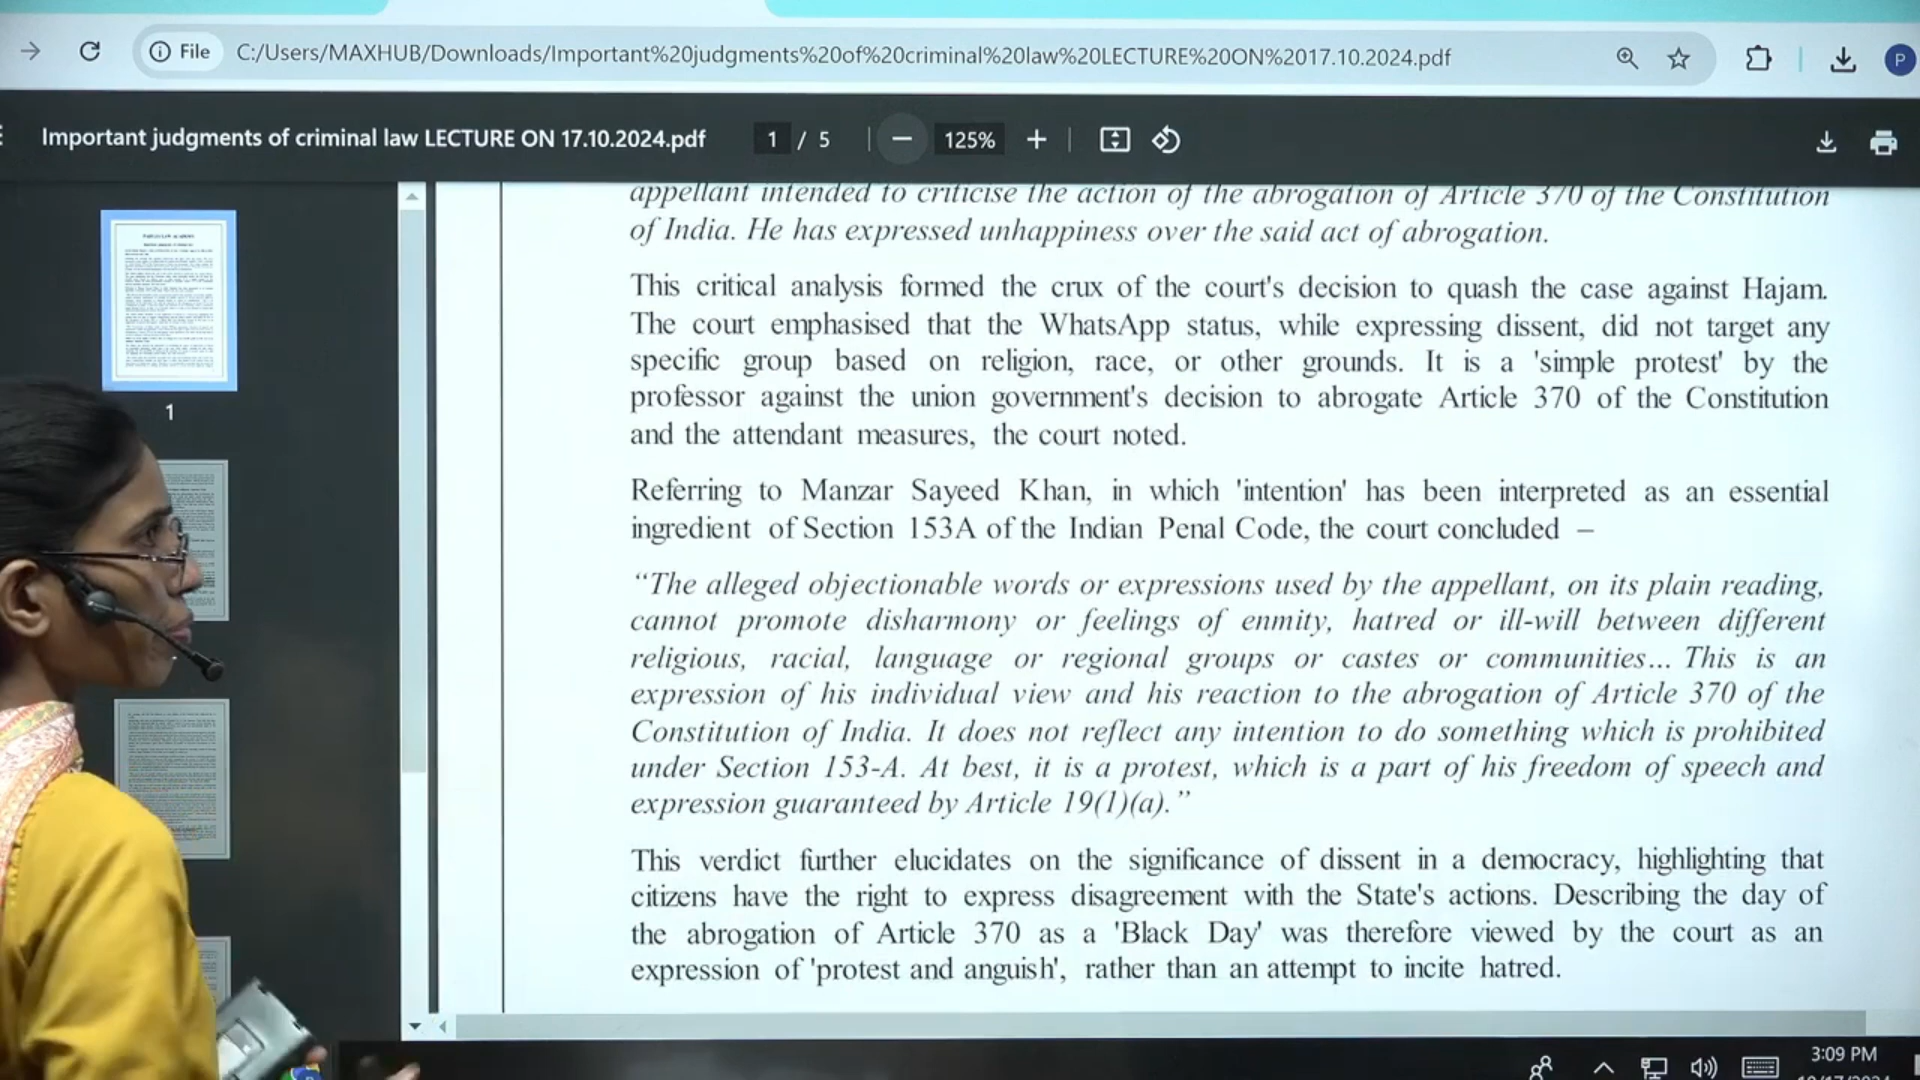 File C:/Users/MAXHUB/Downloads/Important%20judgments%20of%20criminal%20law%20LECTURE%20ON%2017.10.2024.pdf P
Important judgments of criminal law LECTURE ON 17.10.2024.pdf 1 / 5 125%
appellant intended to criticise the action of the abrogation of Article 370 of the Constitution
of India. He has expressed unhappiness over the said act of abrogation.
This critical analysis formed the crux of the court's decision to quash the case against Hajam.
The court emphasised that the WhatsApp status, while expressing dissent, did not target any
specific group based on religion, race, or other grounds. It is a 'simple protest' by the
professor against the union government's decision to abrogate Article 370 of the Constitution
and the attendant measures, the court noted.
1
Referring to Manzar Sayeed Khan, in which 'intention' has been interpreted as an essential
ingredient of Section 153A of the Indian Penal Code, the court concluded –
“The alleged objectionable words or expressions used by the appellant, on its plain reading,
cannot promote disharmony or feelings of enmity, hatred or ill-will between different
religious, racial, language or regional groups or castes or communities... This is an
expression of his individual view and his reaction to the abrogation of Article 370 of the
Constitution of India. It does not reflect any intention to do something which is prohibited
under Section 153-A. At best, it is a protest, which is a part of his freedom of speech and
expression guaranteed by Article 19(1)(a).”
This verdict further elucidates on the significance of dissent in a democracy, highlighting that
citizens have the right to express disagreement with the State's actions. Describing the day of
the abrogation of Article 370 as a 'Black Day' was therefore viewed by the court as an
expression of 'protest and anguish', rather than an attempt to incite hatred.
3:09 PM